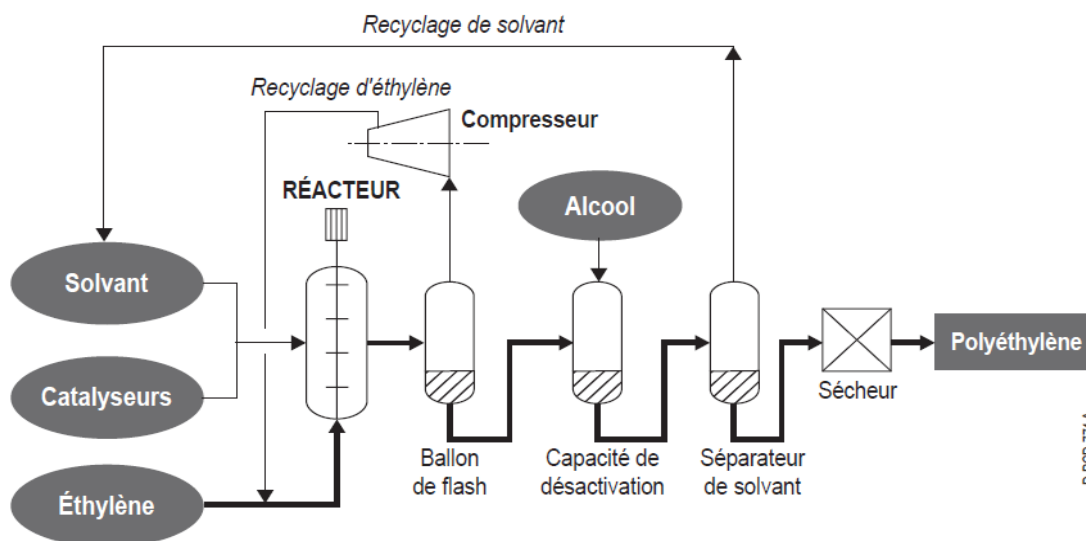 Recyclage de solvant
Recyclage d'éthylène
Compresseur
RÉACTEUR
Alcool
Solvant
Catalyseurs
Éthylène
Polyéthylène
Sécheur
Ballon
de flash
Capacité de
désactivation
Séparateur
de solvant